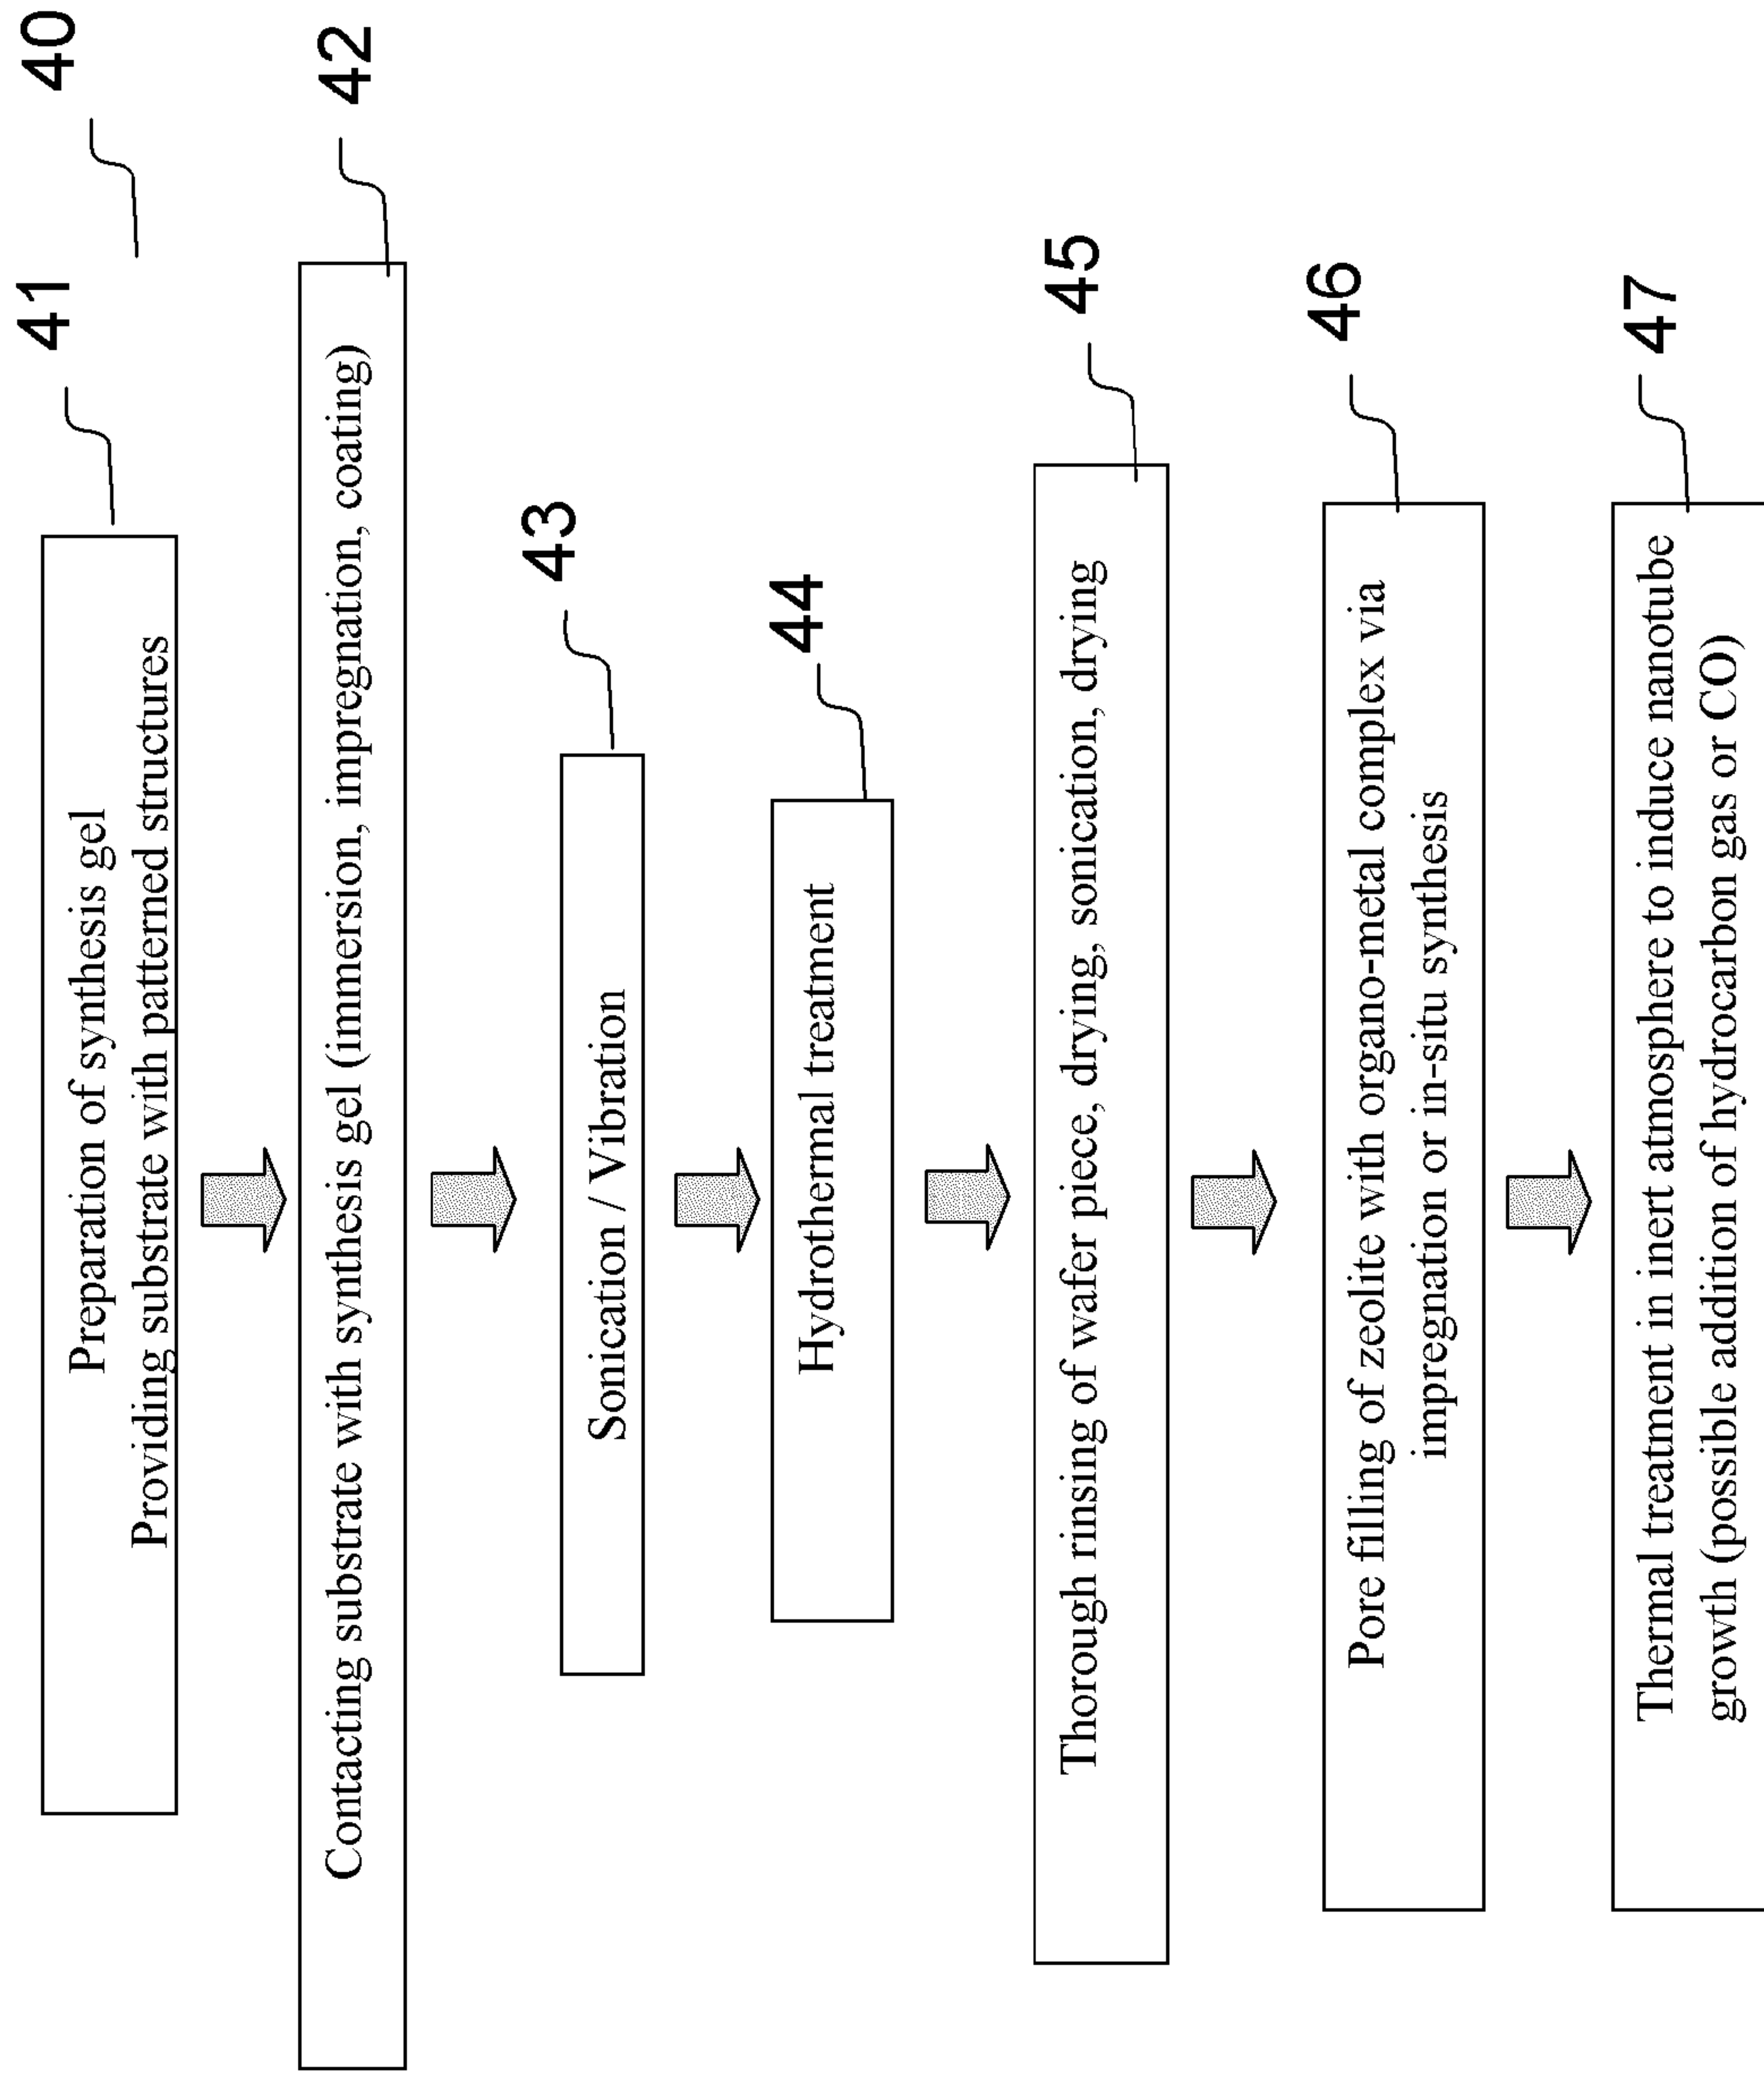 40
41
Preparation of synthesis gel
Providing substrate with patterned structures
42
Contacting substrate with synthesis gel (immersion, impregnation, coating)
43
Sonication / Vibration
44
Hydrothermal treatment
45
Thorough rinsing of wafer piece, drying, sonication, drying
46
Pore filling of zeolite with organo-metal complex via
impregnation or in-situ synthesis
47
Thermal treatment in inert atmosphere to induce nanotube
growth (possible addition of hydrocarbon gas or CO)